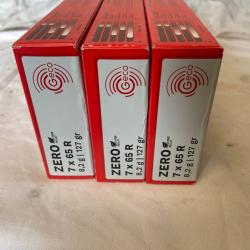 Geco
ZERO
7 x 65 R
8,2 g | 127 gr
Geco
ZERO
7 x 65 R
8,2 g | 127 gr
Geco
ZERO
7 x 65 R
8,2 g | 127 gr